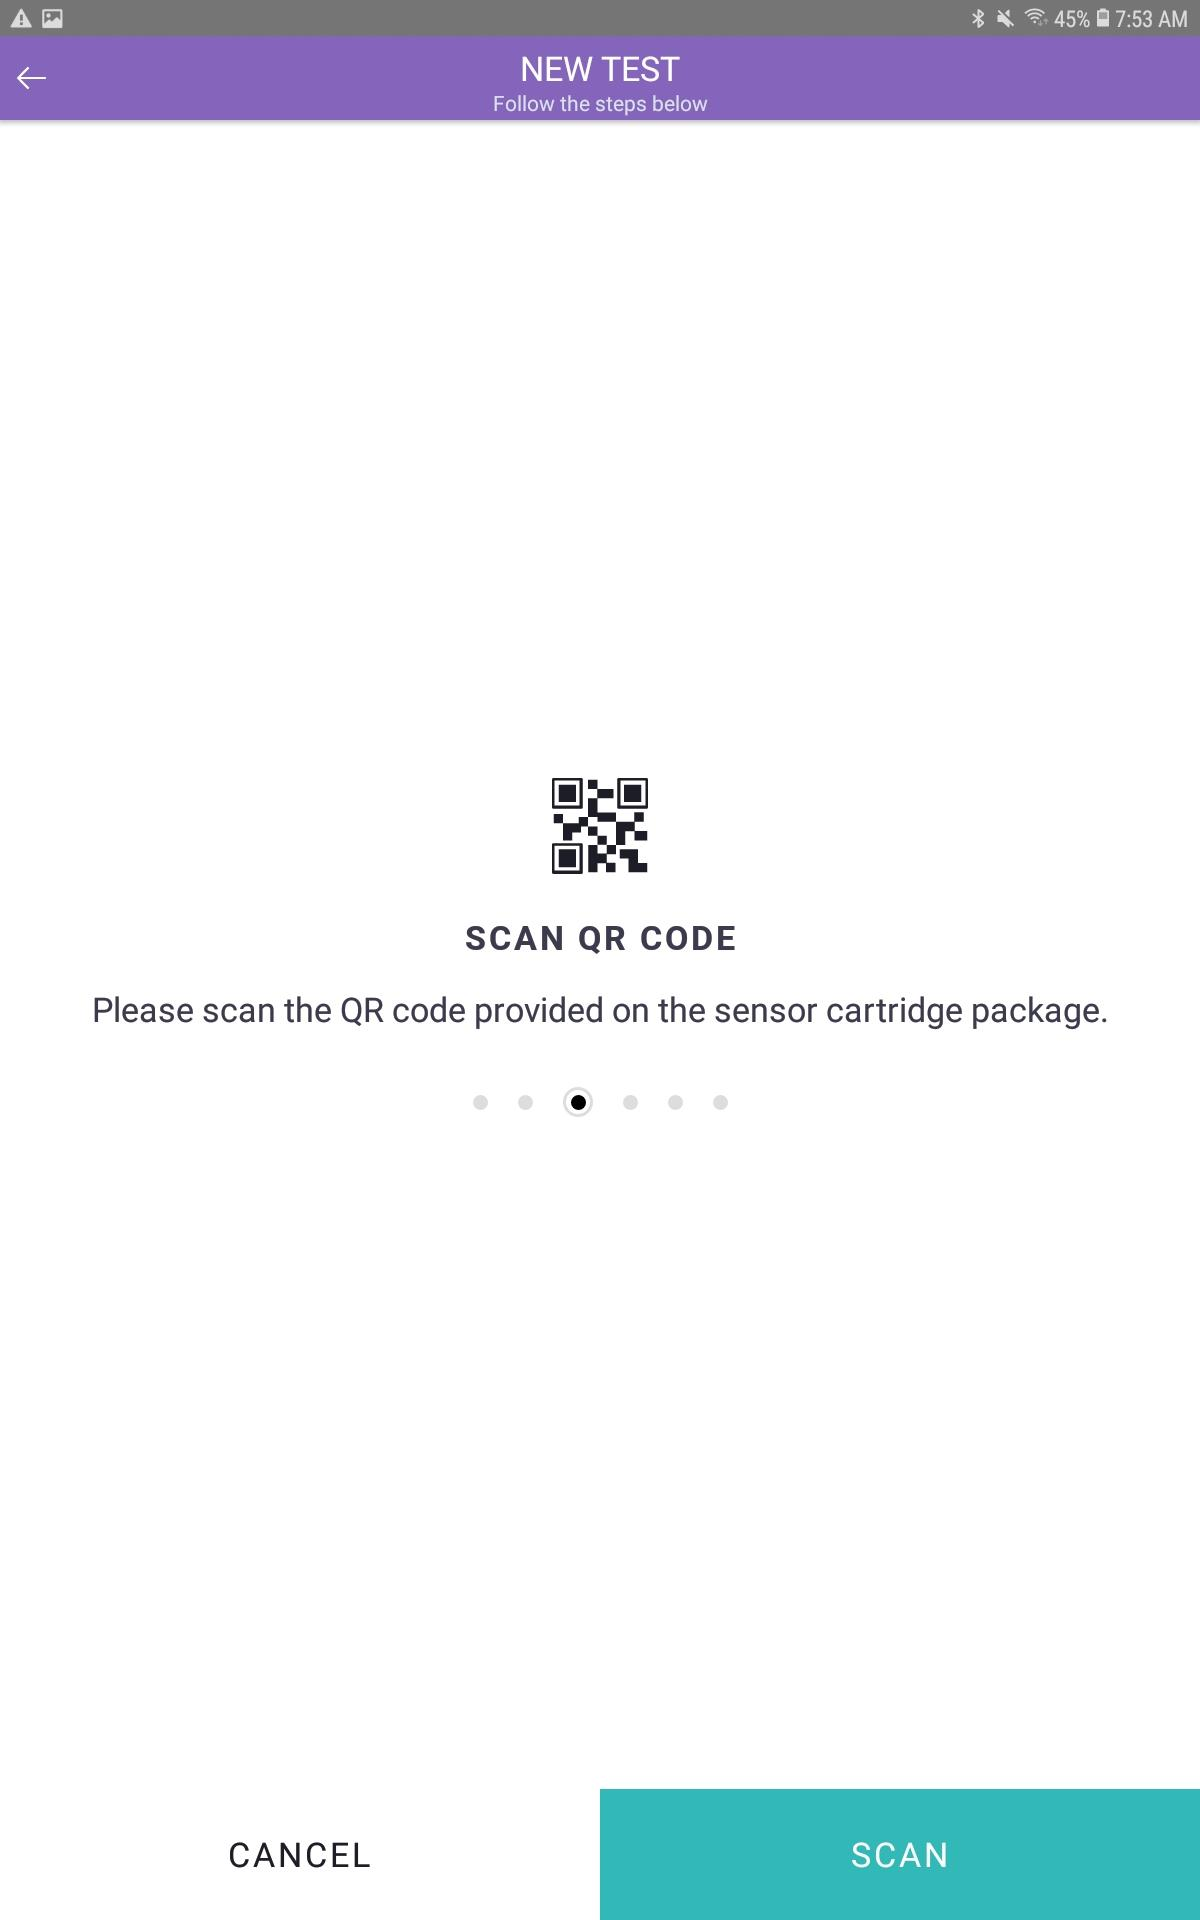 45% 7:53 AM
NEW TEST
Follow the steps below
SCAN QR CODE
Please scan the QR code provided on the sensor cartridge package.
CANCEL
SCAN